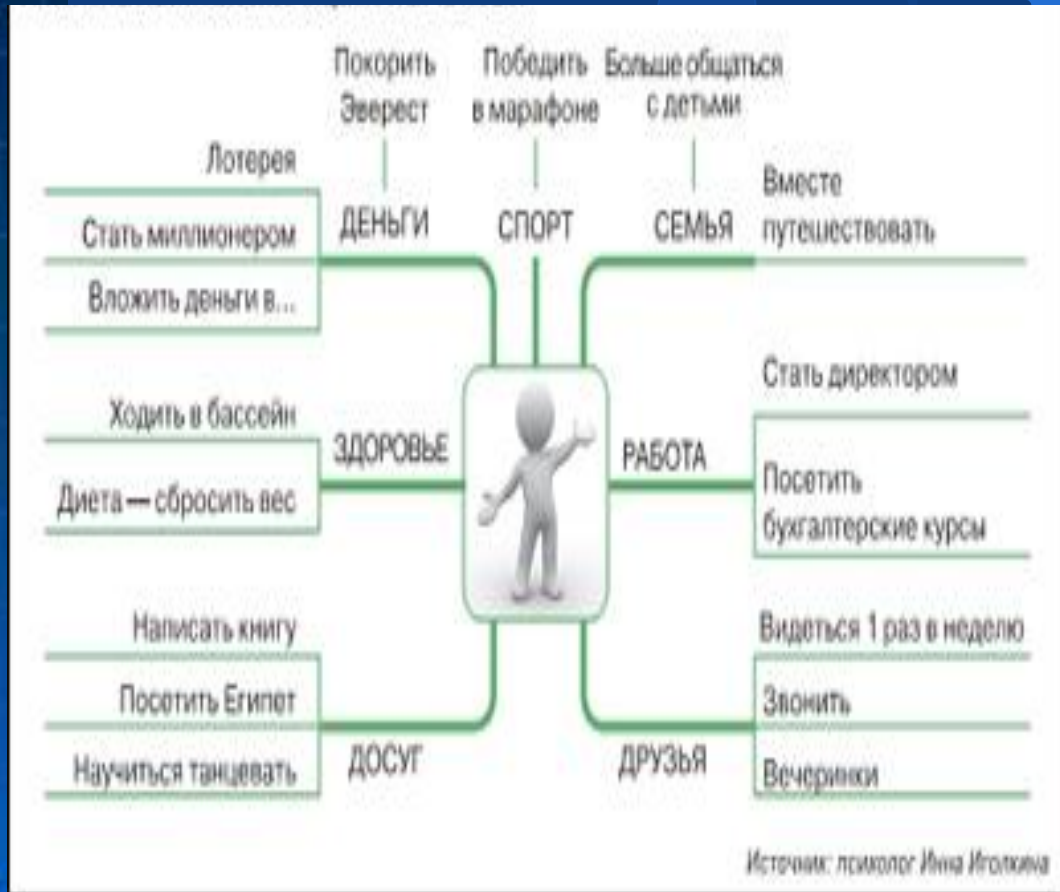 Покорить
Эверест
Победить
в марафоне
Больше общаться
с детьми
Лотерея
Стать миллионером
Вложить деньги в...
ДЕНЬГИ
СПОРТ
СЕМЬЯ
Вместе
путешествовать
Ходить в бассейн
Диета — сбросить вес
ЗДОРОВЬЕ
РАБОТА
Стать директором
Посетить
бухгалтерские курсы
Написать книгу
Посетить Египет
Научиться танцевать
ДОСУГ
ДРУЗЬЯ
Видеться 1 раз в неделю
Звонить
Вечеринки
Источник: психолог Инна Иголкина